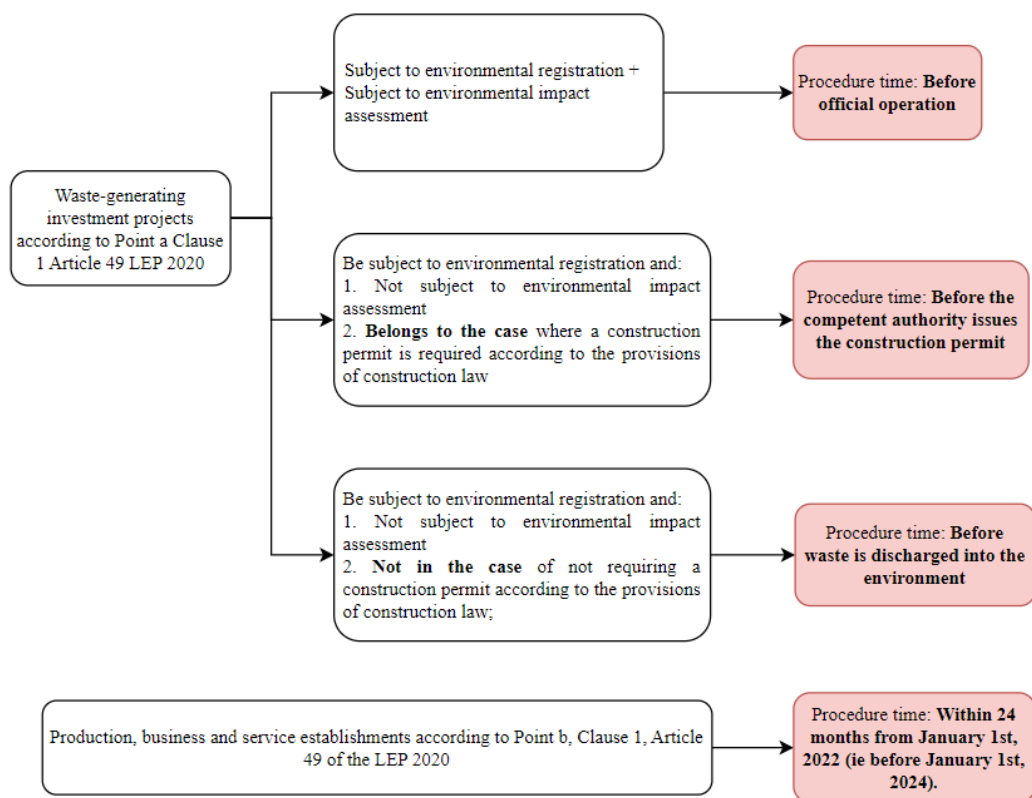 Subject to environmental registration +
Subject to environmental impact
assessment
Procedure time: Before
official operation
Waste-generating
investment projects
according to Point a Clause
1 Article 49 LEP 2020
Be subject to environmental registration and:
1. Not subject to environmental impact
assessment
2. Belongs to the case where a construction
permit is required according to the provisions
of construction law
Procedure time: Before the
competent authority issues
the construction permit
Be subject to environmental registration and:
1. Not subject to environmental impact
assessment
2. Not in the case of not requiring a
construction permit according to the provisions
of construction law;
Procedure time: Before
waste is discharged into the
environment
Production, business and service establishments according to Point b, Clause 1, Article
49 of the LEP 2020
Procedure time: Within 24
months from January 1st,
2022 (ie before January 1st,
2024).